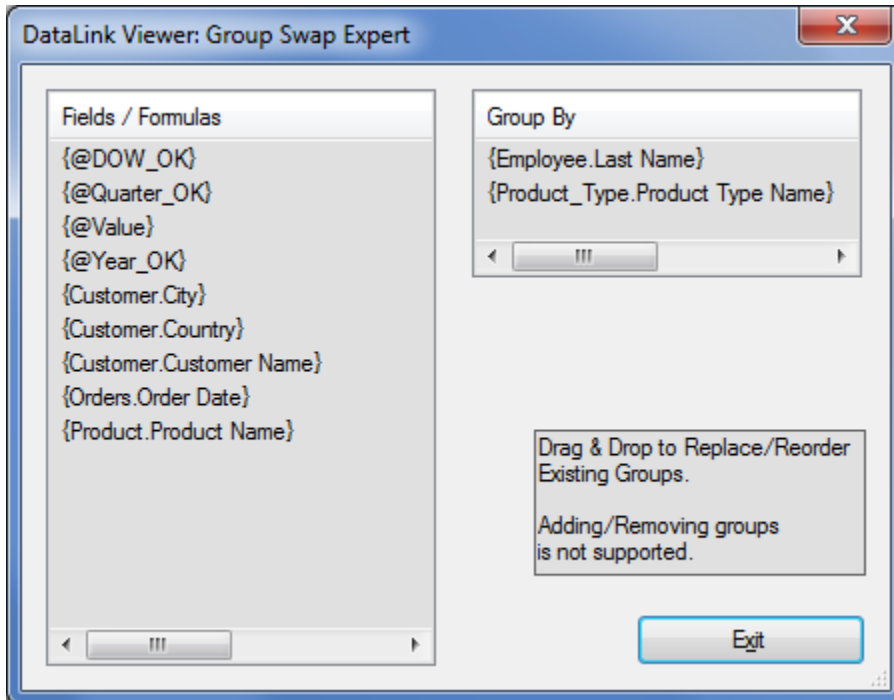 DataLink Viewer: Group Swap Expert
Fields / Formulas
{@DOW_OK}
{@Quarter_OK}
{@Value}
{@Year_OK}
{Customer.City}
{Customer.Country}
{Customer.Customer Name}
{Orders.Order Date}
{Product.Product Name}
Group By
{Employee.Last Name}
{Product_Type.Product Type Name}
Drag & Drop to Replace/Reorder
Existing Groups.
Adding/Removing groups
is not supported.
Exit